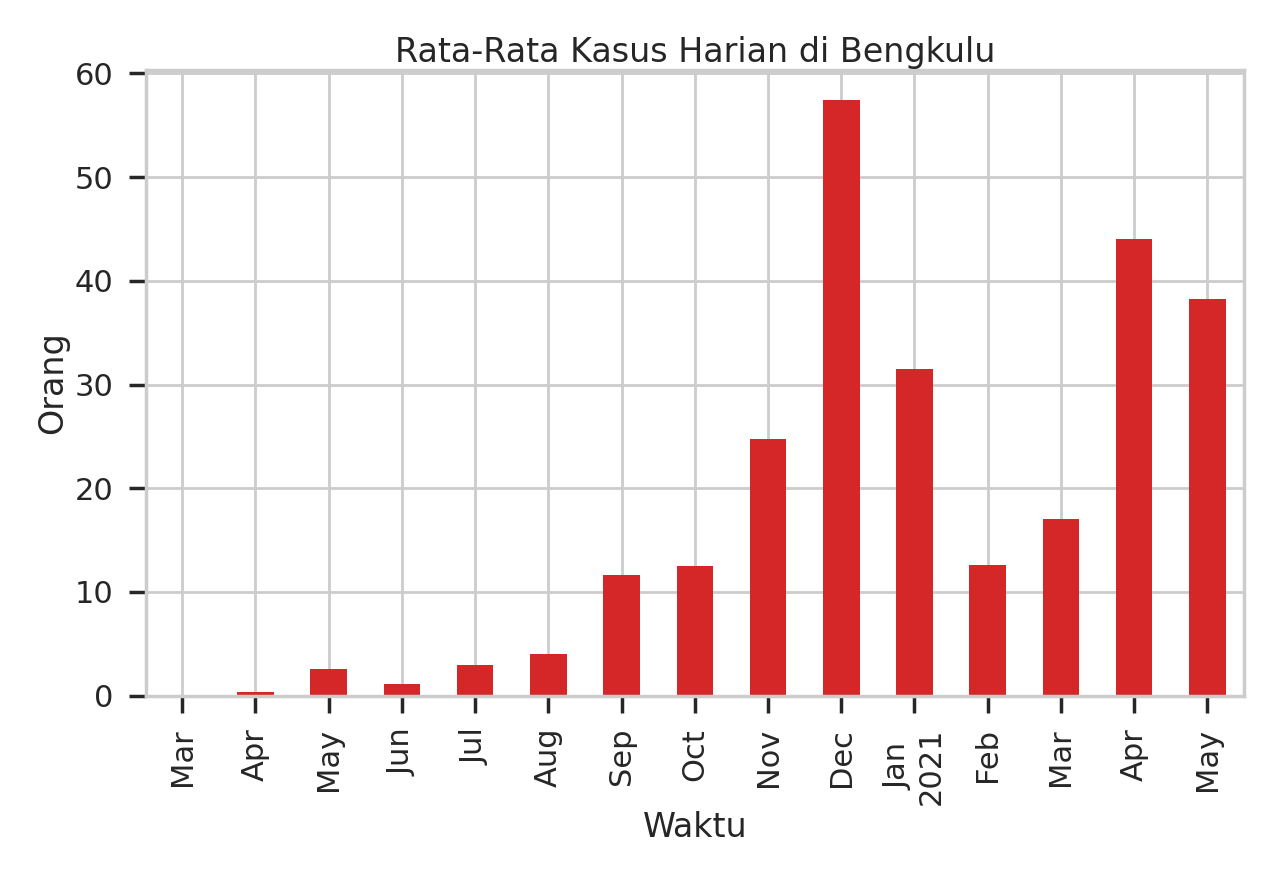 Rata-Rata Kasus Harian di Bengkulu
60
50
40
30
20
10
0
Orang
Mar
Apr
May
Jun
Jul
Aug
Sep
Oct
Nov
Dec
Jan
2021
Feb
Mar
Apr
May
Waktu